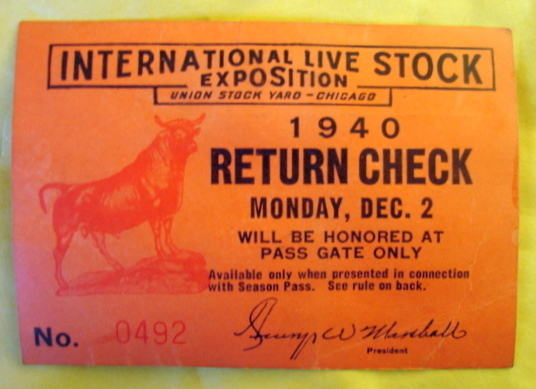 INTERNATIONAL LIVE STOCK
EXPOSITION
UNION STOCK YARD - CHICAGO
1940
RETURN CHECK
MONDAY, DEC. 2
WILL BE HONORED AT
PASS GATE ONLY
Available only when presented in connection
with Season Pass. See rule on back.
No. 0492
W Marshall
President